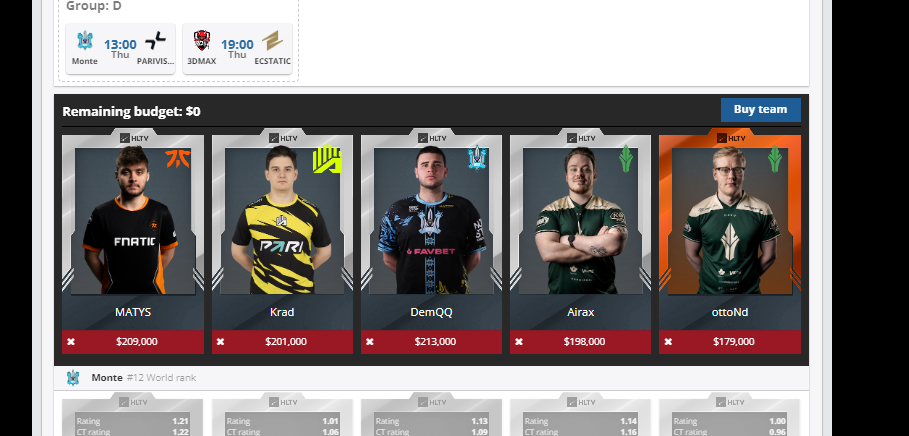 Group: D
13:00 19:00
Thu Thu
Monte PARIVIS... 3DMAX ECSTATIC
Remaining budget: $0 Buy team
HLTV HLTV HLTV HLTV HLTV
FNATIC PARI FAVBET
MATYS Krad DemQQ Airax ottoNd
✖ $209,000 ✖ $201,000 ✖ $213,000 ✖ $198,000 ✖ $179,000
Monte #12 World rank
HLTV HLTV HLTV HLTV HLTV
Rating 1.21 Rating 1.01 Rating 1.13 Rating 1.14 Rating 1.00
CT rating 1.22 CT rating 1.06 CT rating 1.09 CT rating 1.16 CT rating 0.96